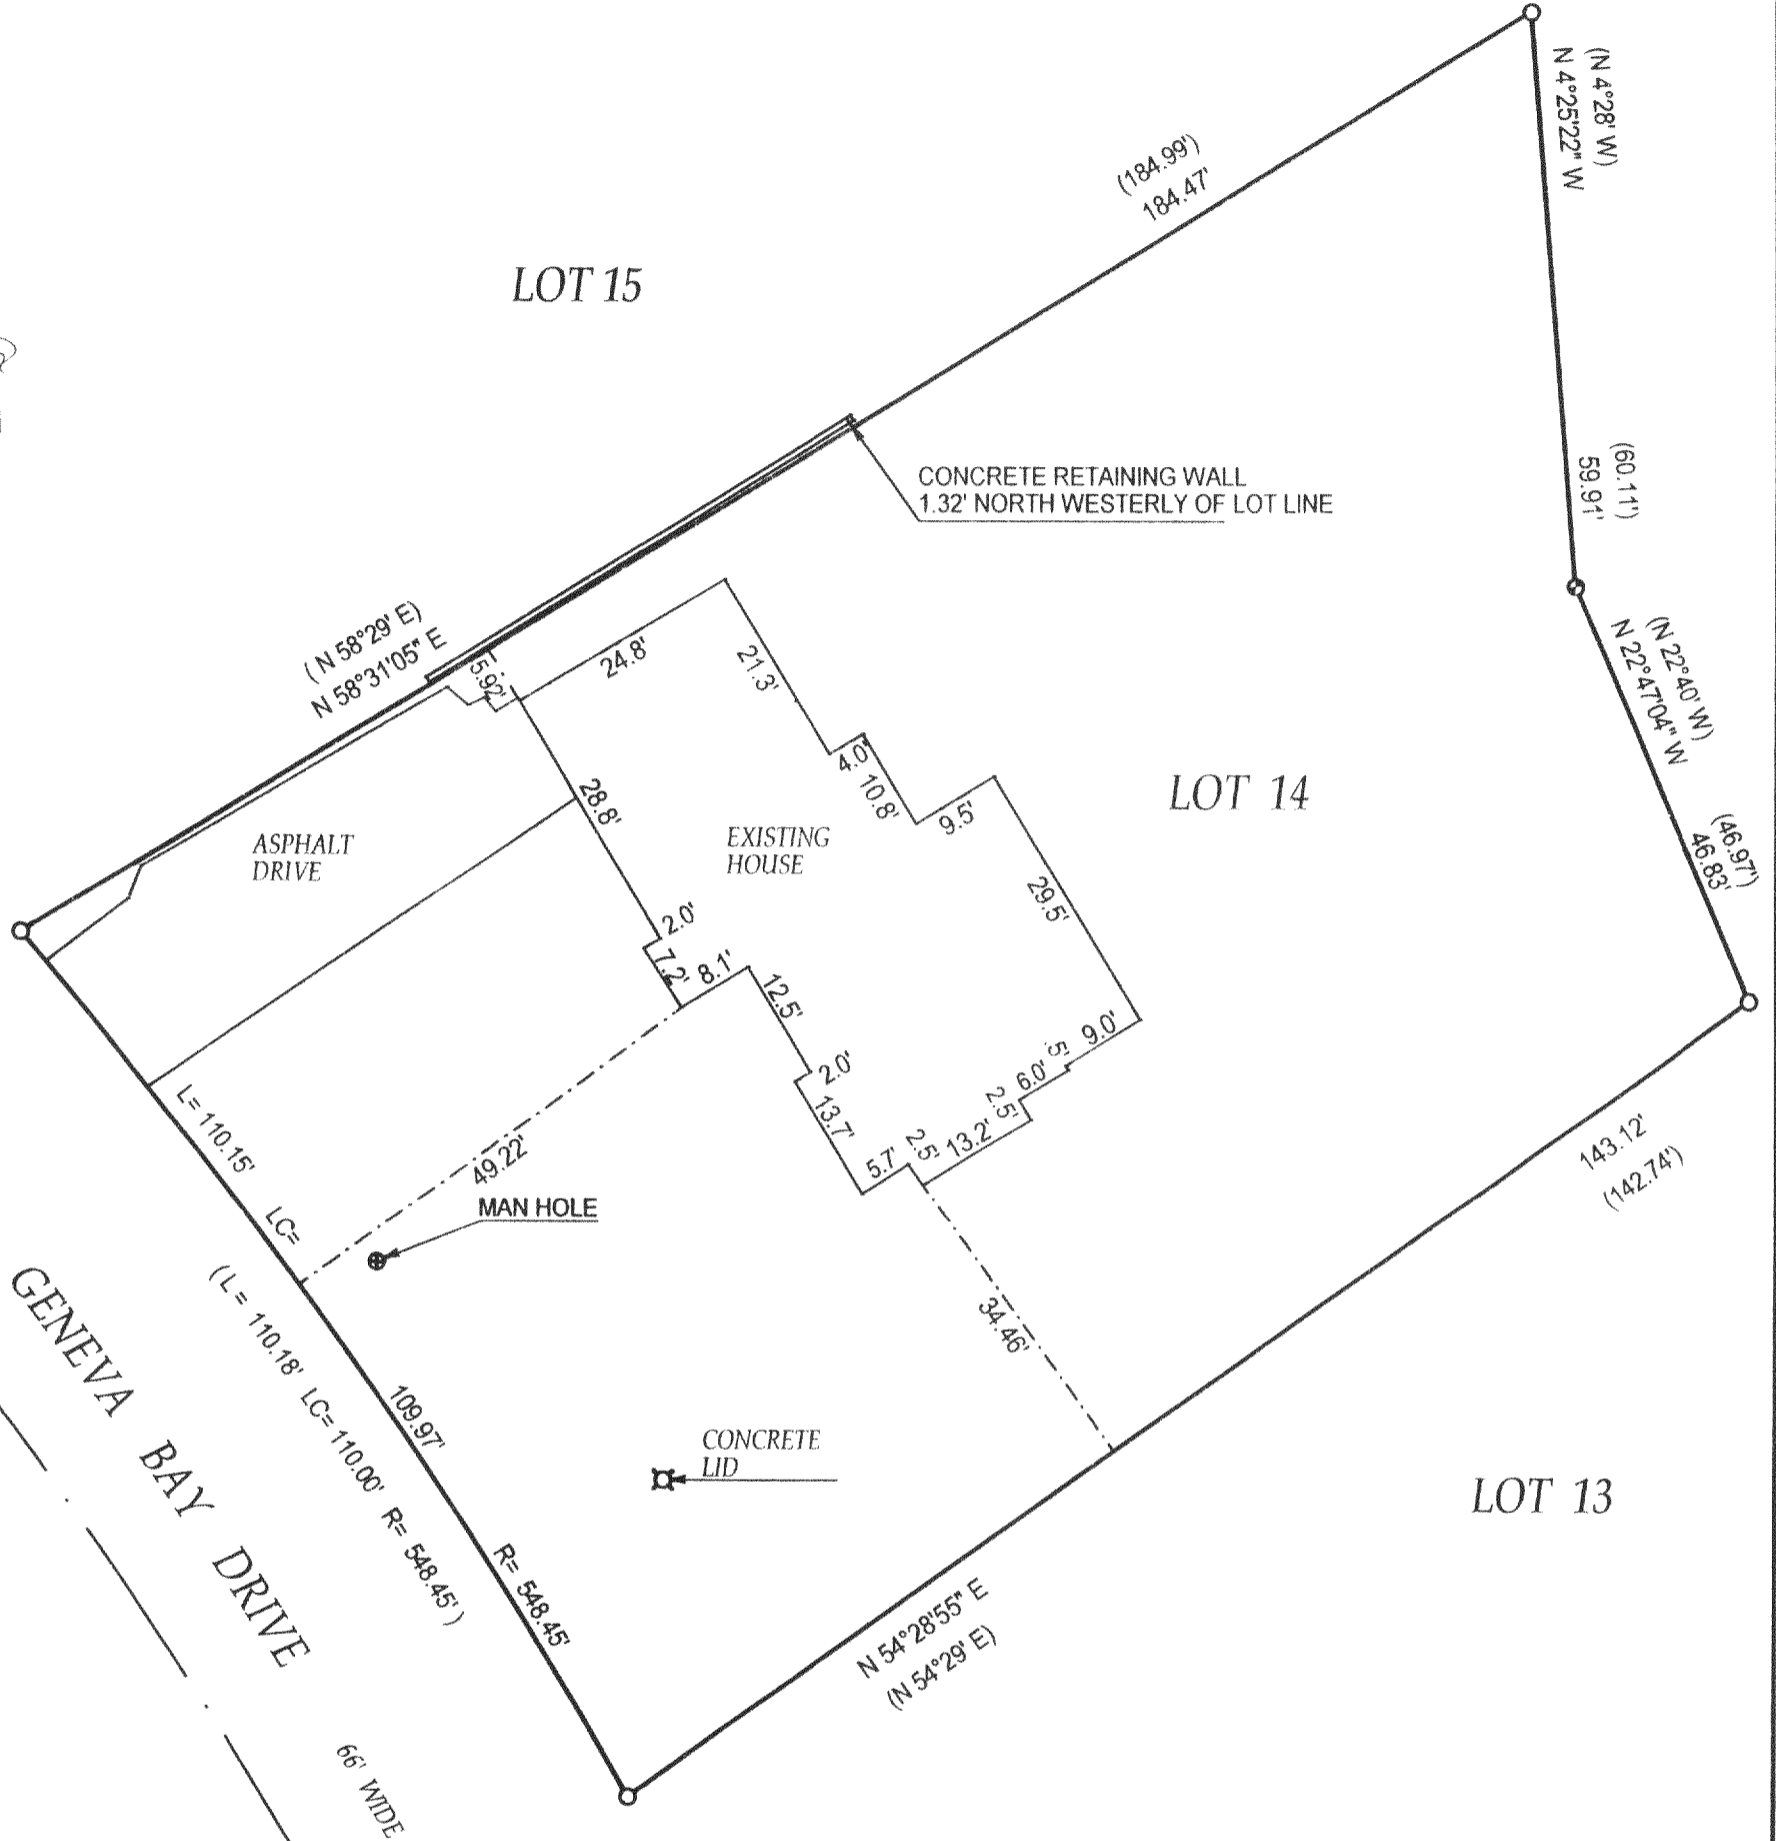 (N 4°28' W)
N 4°25'22" W
(184.99')
184.47'
LOT 15
(60.11')
59.91'
CONCRETE RETAINING WALL
1.32' NORTH WESTERLY OF LOT LINE
( N 58°29' E)
N 58°31'05" E
5.92'
24.8'
21.3'
(N 22°40' W)
N 22°47'04" W
4.0'
10.8'
9.5'
LOT 14
28.8'
ASPHALT
DRIVE
EXISTING
HOUSE
(46.97')
46.83'
29.5'
2.0'
7.2'
8.1'
12.5'
2.0'
13.7'
5.7'
2.5'
13.2'
2.5'
6.0'
.5'
9.0'
L= 110.15' LC= 109.97' R= 548.45'
(L = 110.18' LC= 110.00' R= 548.45' )
49.22'
MAN HOLE
143.12'
(142.74')
34.46'
GENEVA BAY DRIVE
66' WIDE
CONCRETE
LID
LOT 13
N 54°28'55" E
(N 54°29' E)